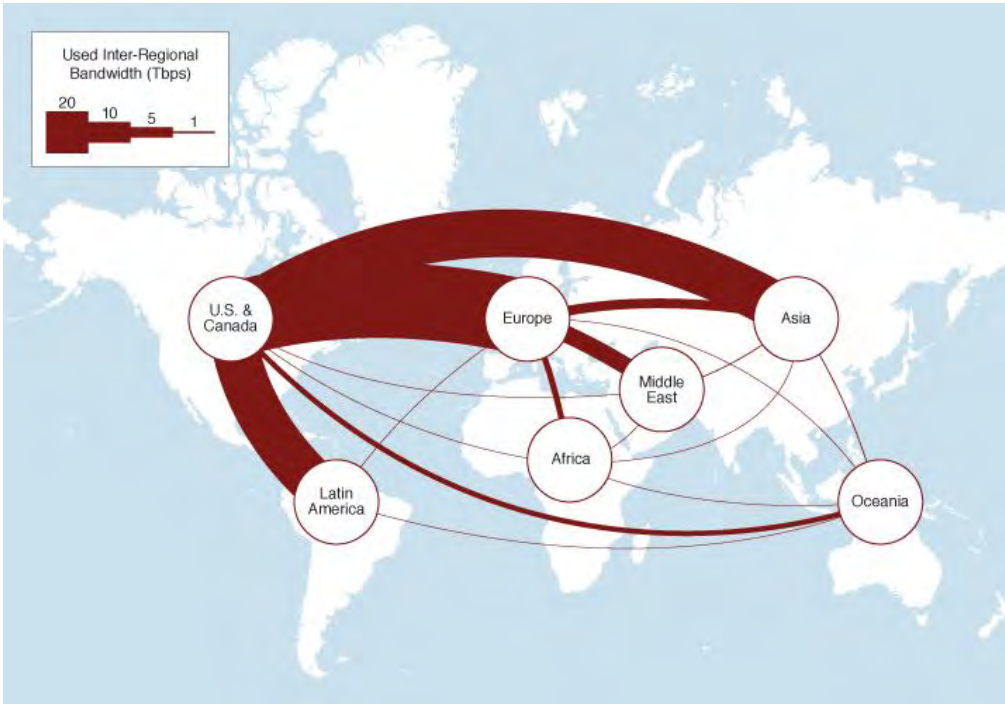 Used Inter-Regional
Bandwidth (Tbps)
20
10
5
1
U.S. &
Canada
Europe
Asia
Middle
East
Africa
Latin
America
Oceania